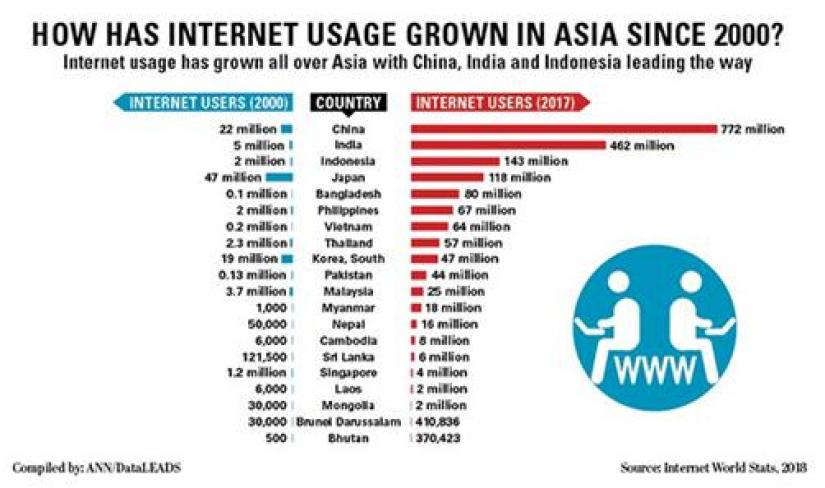 HOW HAS INTERNET USAGE GROWN IN ASIA SINCE 2000?
Internet usage has grown all over Asia with China, India and Indonesia leading the way
INTERNET USERS (2000) COUNTRY INTERNET USERS (2017)
22 million China 772 million
5 million India 462 million
2 million Indonesia 143 million
47 million Japan 118 million
0.1 million Bangladesh 80 million
2 million Philippines 67 million
0.2 million Vietnam 64 million
2.3 million Thailand 57 million
19 million Korea, South 47 million
0.13 million Pakistan 44 million
3.7 million Malaysia 25 million
1,000 Myanmar 18 million
50,000 Nepal 16 million
6,000 Cambodia 8 million
121,500 Sri Lanka 6 million
1.2 million Singapore 4 million
6,000 Laos 2 million
30,000 Mongolia 2 million
30,000 Brunei Darussalam 410,836
500 Bhutan 370,423
WWW
Compiled by: ANN/DataLEADS
Source: Internet World Stats, 2018